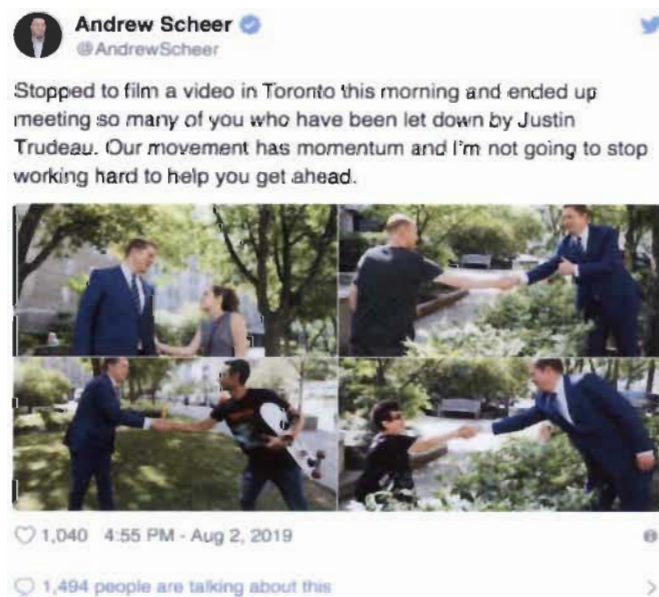 Andrew Scheer
@AndrewScheer
Stopped to film a video in Toronto this morning and ended up
meeting so many of you who have been let down by Justin
Trudeau. Our movement has momentum and I'm not going to stop
working hard to help you get ahead.
1,040 4:55 PM - Aug 2, 2019
1,494 people are talking about this